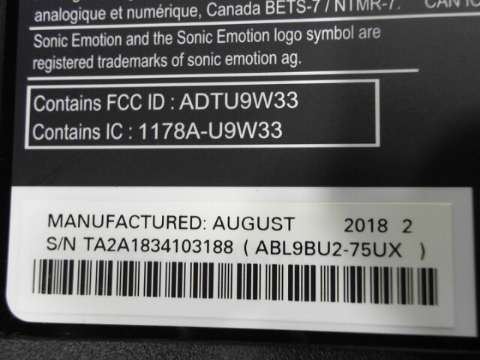 analogique et numérique, Canada BETS-7 / NTMR-7. CAN IC
Sonic Emotion and the Sonic Emotion logo symbol are
registered trademarks of sonic emotion ag.
Contains FCC ID : ADTU9W33
Contains IC : 1178A-U9W33
MANUFACTURED: AUGUST 2018 2
S/N TA2A1834103188 ( ABL9BU2-75UX )